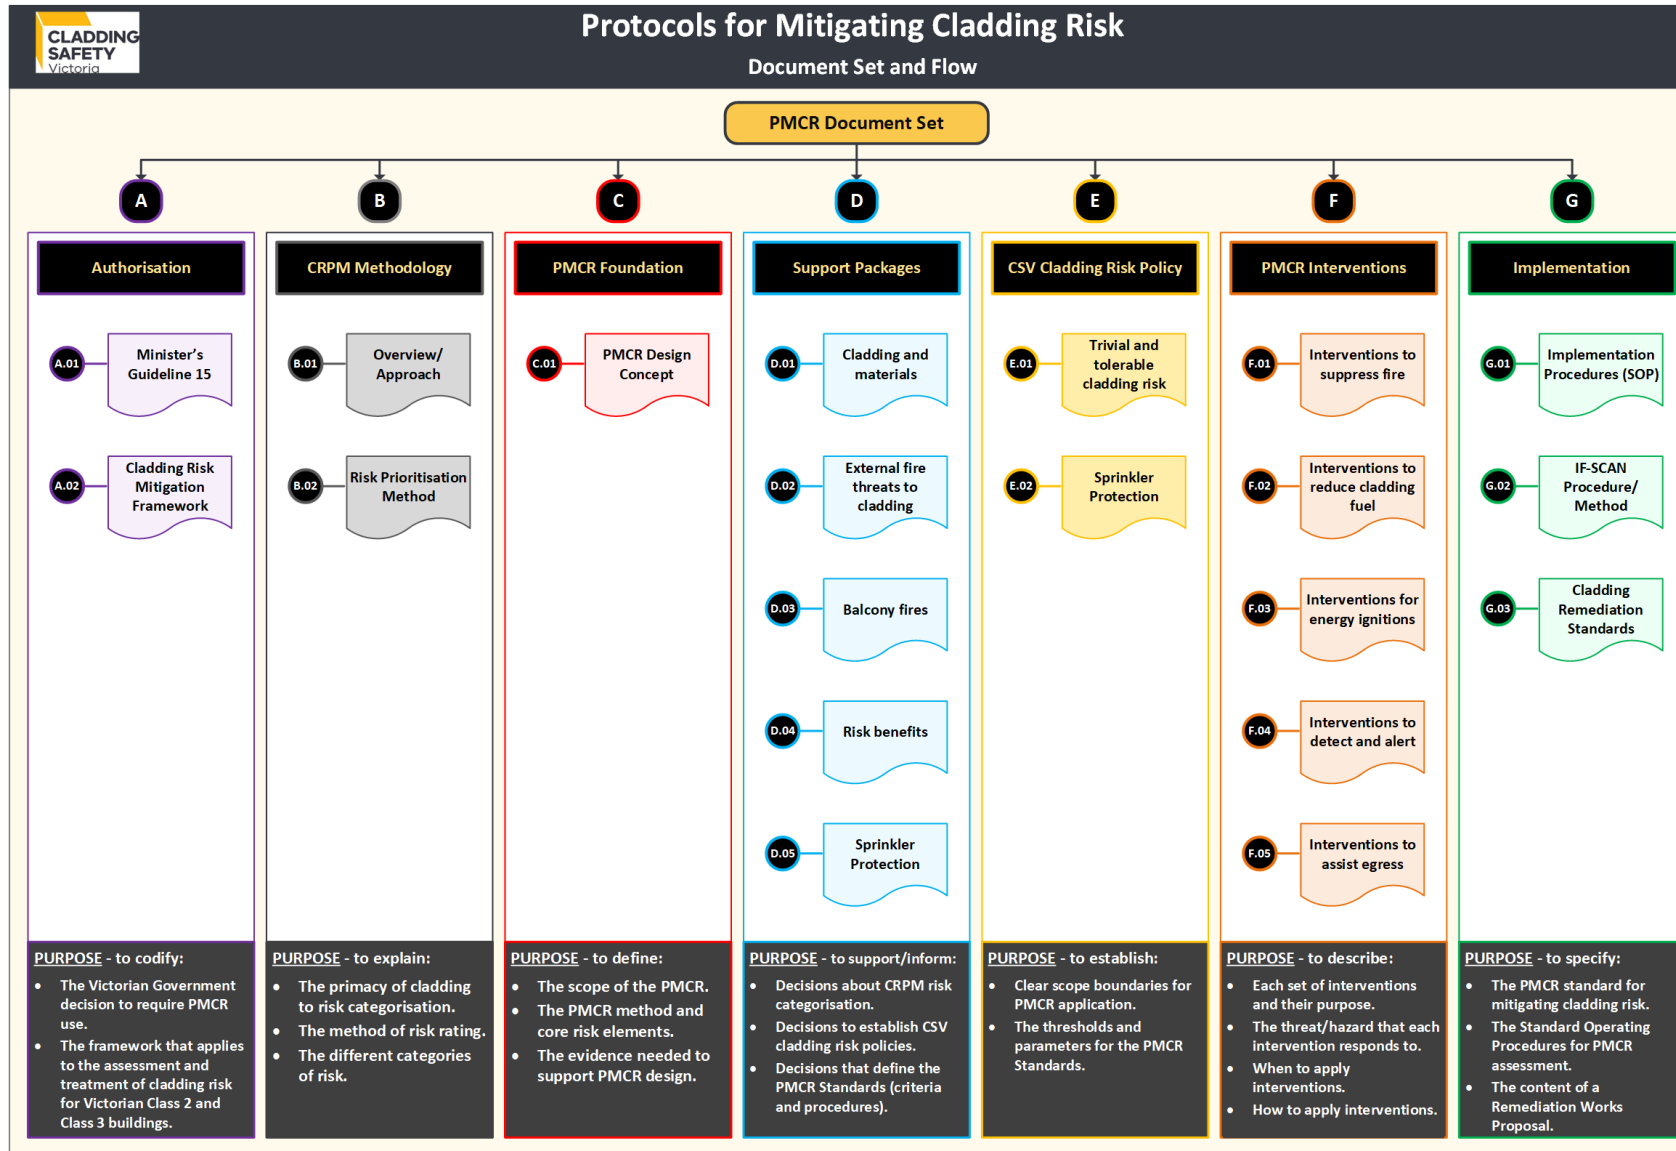 CLADDING
SAFETY
Victoria
Protocols for Mitigating Cladding Risk
Document Set and Flow
PMCR Document Set
A
B
C
D
E
F
G
Authorisation
CRPM Methodology
PMCR Foundation
Support Packages
CSV Cladding Risk Policy
PMCR Interventions
Implementation
A.01
Minister's
Guideline 15
A.02
Cladding Risk
Mitigation
Framework
PURPOSE - to codify:
• The Victorian Government
decision to require PMCR
use.
• The framework that applies
to the assessment and
treatment of cladding risk
for Victorian Class 2 and
Class 3 buildings.
B.01
Overview/
Approach
B.02
Risk Prioritisation
Method
PURPOSE - to explain:
• The primacy of cladding
to risk categorisation.
• The method of risk rating.
• The different categories
of risk.
C.01
PMCR Design
Concept
PURPOSE - to define:
• The scope of the PMCR.
• The PMCR method and
core risk elements.
• The evidence needed to
support PMCR design.
D.01
Cladding and
materials
D.02
External fire
threats to
cladding
D.03
Balcony fires
D.04
Risk benefits
D.05
Sprinkler
Protection
PURPOSE - to support/inform:
• Decisions about CRPM risk
categorisation.
• Decisions to establish CSV
cladding risk policies.
• Decisions that define the
PMCR Standards (criteria
and procedures).
E.01
Trivial and
tolerable
cladding risk
E.02
Sprinkler
Protection
PURPOSE - to establish:
• Clear scope boundaries for
PMCR application.
• The thresholds and
parameters for the PMCR
Standards.
F.01
Interventions to
suppress fire
F.02
Interventions to
reduce cladding
fuel
F.03
Interventions for
energy ignitions
F.04
Interventions to
detect and alert
F.05
Interventions to
assist egress
PURPOSE - to describe:
• Each set of interventions
and their purpose.
• The threat/hazard that each
intervention responds to.
• When to apply
interventions.
• How to apply interventions.
G.01
Implementation
Procedures (SOP)
G.02
IF-SCAN
Procedure/
Method
G.03
Cladding
Remediation
Standards
PURPOSE - to specify:
• The PMCR standard for
mitigating cladding risk.
• The Standard Operating
Procedures for PMCR
assessment.
• The content of a
Remediation Works
Proposal.